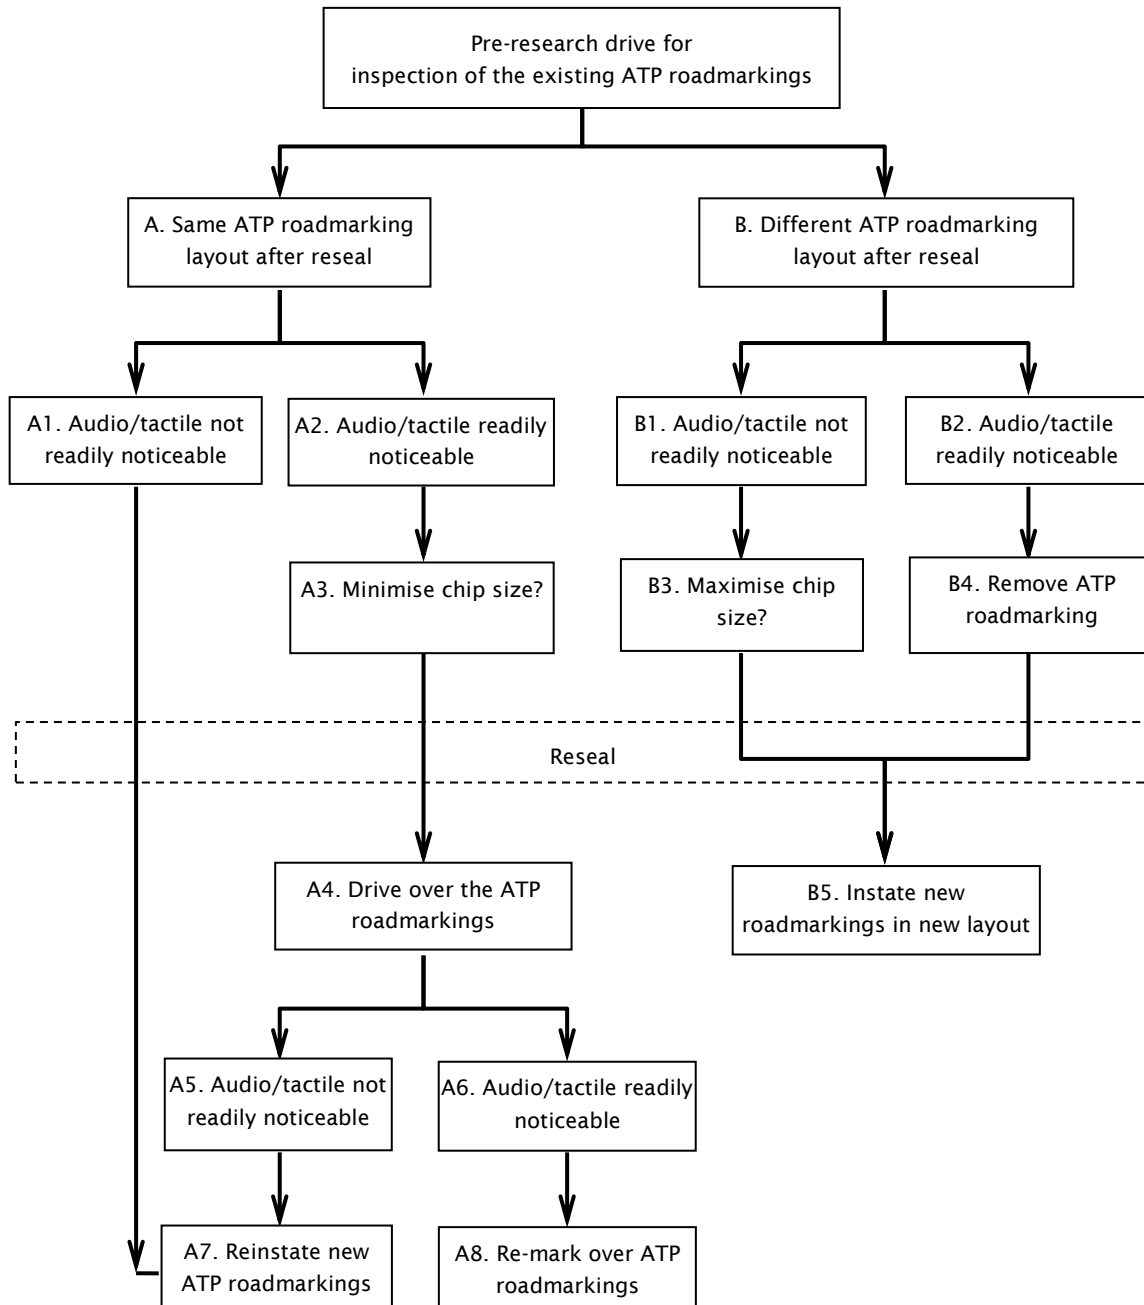 Pre-research drive for
inspection of the existing ATP roadmarkings
A. Same ATP roadmarking
layout after reseal
B. Different ATP roadmarking
layout after reseal
A1. Audio/tactile not
readily noticeable
A2. Audio/tactile readily
noticeable
B1. Audio/tactile not
readily noticeable
B2. Audio/tactile
readily noticeable
A3. Minimise chip size?
B3. Maximise chip
size?
B4. Remove ATP
roadmarking
Reseal
A4. Drive over the ATP
roadmarkings
B5. Instate new
roadmarkings in new layout
A5. Audio/tactile not
readily noticeable
A6. Audio/tactile readily
noticeable
A7. Reinstate new
ATP roadmarkings
A8. Re-mark over ATP
roadmarkings